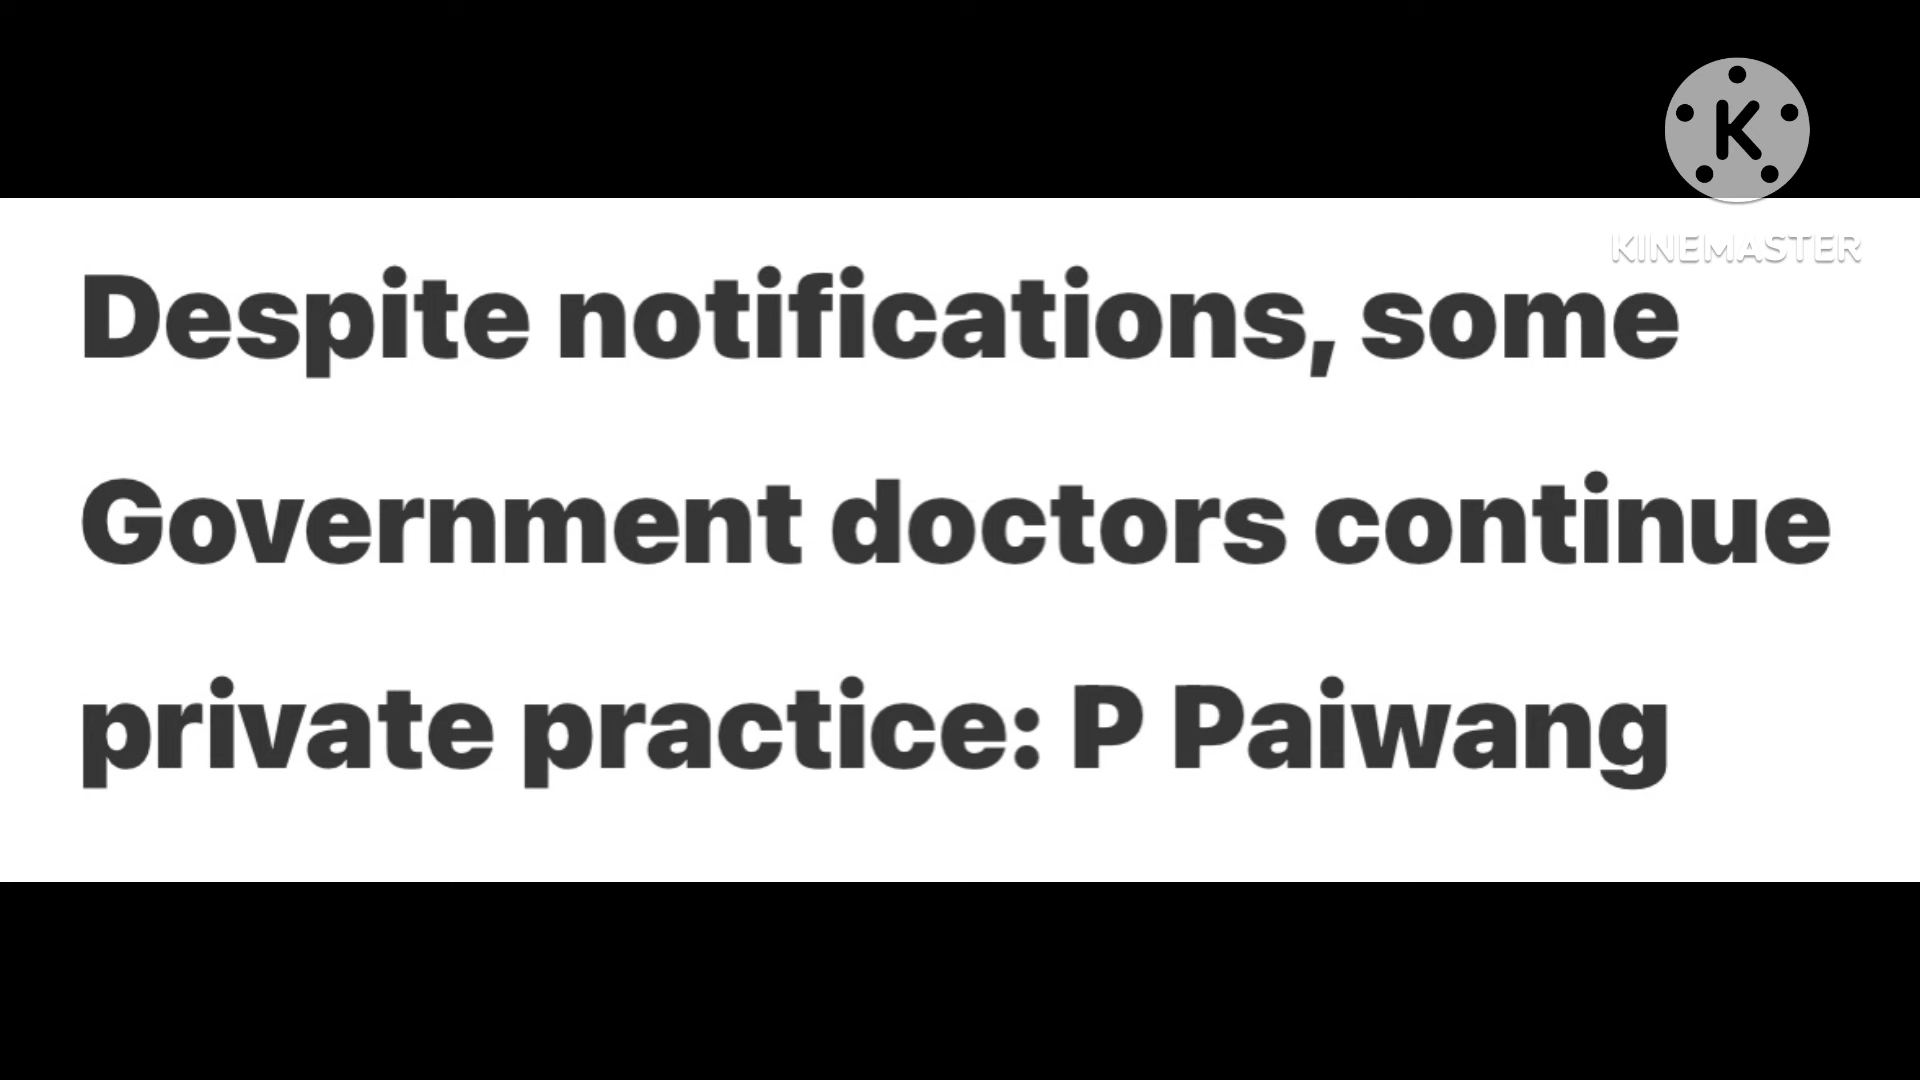 K
KINEMASTER
Despite notifications, some
Government doctors continue
private practice: P Paiwang